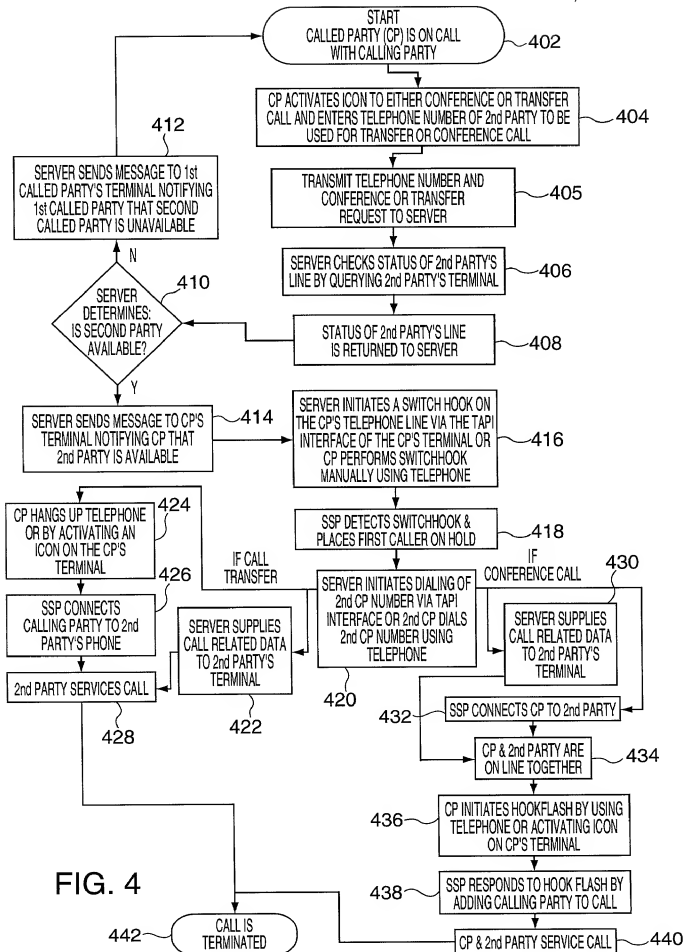 START
CALLED PARTY (CP) IS ON CALL
WITH CALLING PARTY
402
CP ACTIVATES ICON TO EITHER CONFERENCE OR TRANSFER
CALL AND ENTERS TELEPHONE NUMBER OF 2nd PARTY TO BE
USED FOR TRANSFER OR CONFERENCE CALL
404
TRANSMIT TELEPHONE NUMBER AND
CONFERENCE OR TRANSFER
REQUEST TO SERVER
405
SERVER CHECKS STATUS OF 2nd PARTY'S
LINE BY QUERYING 2nd PARTY'S TERMINAL
406
STATUS OF 2nd PARTY'S LINE
IS RETURNED TO SERVER
408
410
SERVER
DETERMINES:
IS SECOND PARTY
AVAILABLE?
N
412
SERVER SENDS MESSAGE TO 1st
CALLED PARTY'S TERMINAL NOTIFYING
1st CALLED PARTY THAT SECOND
CALLED PARTY IS UNAVAILABLE
Y
SERVER SENDS MESSAGE TO CP'S
TERMINAL NOTIFYING CP THAT
2nd PARTY IS AVAILABLE
414
SERVER INITIATES A SWITCH HOOK ON
THE CP'S TELEPHONE LINE VIA THE TAPI
INTERFACE OF THE CP'S TERMINAL OR
CP PERFORMS SWITCHHOOK
MANUALLY USING TELEPHONE
416
SSP DETECTS SWITCHHOOK &
PLACES FIRST CALLER ON HOLD
418
SERVER INITIATES DIALING OF
2nd CP NUMBER VIA TAPI
INTERFACE OR 2nd CP DIALS
2nd CP NUMBER USING
TELEPHONE
420
IF CALL
TRANSFER
SERVER SUPPLIES
CALL RELATED DATA
TO 2nd PARTY'S
TERMINAL
422
CP HANGS UP TELEPHONE
OR BY ACTIVATING AN
ICON ON THE CP'S
TERMINAL
424
SSP CONNECTS
CALLING PARTY TO 2nd
PARTY'S PHONE
426
2nd PARTY SERVICES CALL
428
IF
CONFERENCE CALL
430
SERVER SUPPLIES
CALL RELATED DATA
TO 2nd PARTY'S
TERMINAL
432
SSP CONNECTS CP TO 2nd PARTY
CP & 2nd PARTY ARE
ON LINE TOGETHER
434
436
CP INITIATES HOOKFLASH BY USING
TELEPHONE OR ACTIVATING ICON
ON CP'S TERMINAL
438
SSP RESPONDS TO HOOK FLASH BY
ADDING CALLING PARTY TO CALL
CP & 2nd PARTY SERVICE CALL
440
442
CALL IS
TERMINATED
FIG. 4